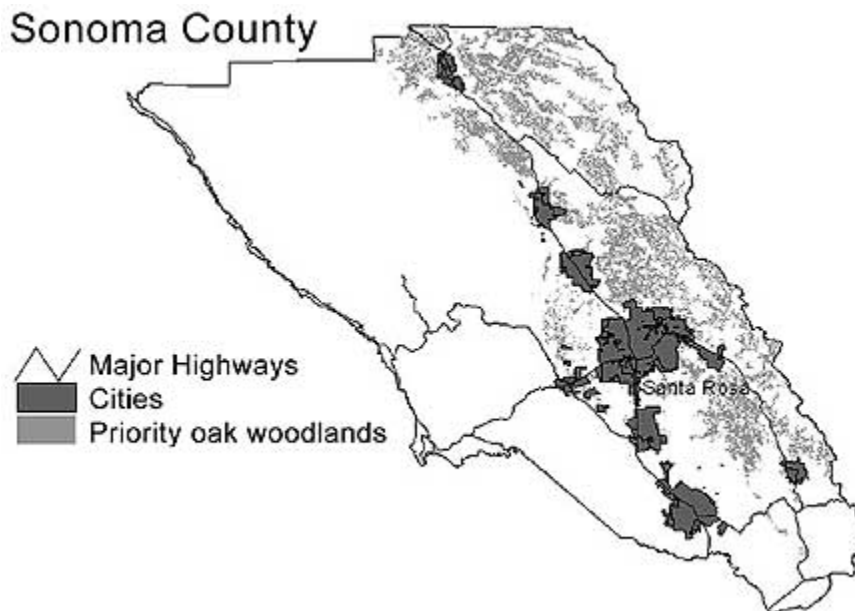 Sonoma County
Major Highways
Cities
Priority oak woodlands
Santa Rosa